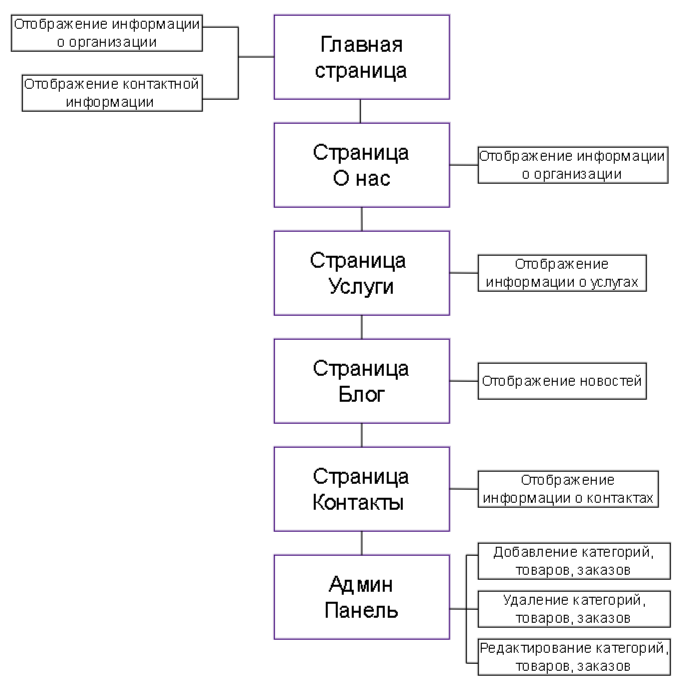 Отображение информации
о организации
Отображение контактной
информации
Главная
страница
Страница
О нас
Отображение информации
о организации
Страница
Услуги
Отображение
информации о услугах
Страница
Блог
Отображение новостей
Страница
Контакты
Отображение
информации о контактах
Админ
Панель
Добавление категорий,
товаров, заказов
Удаление категорий,
товаров, заказов
Редактирование категорий,
товаров, заказов